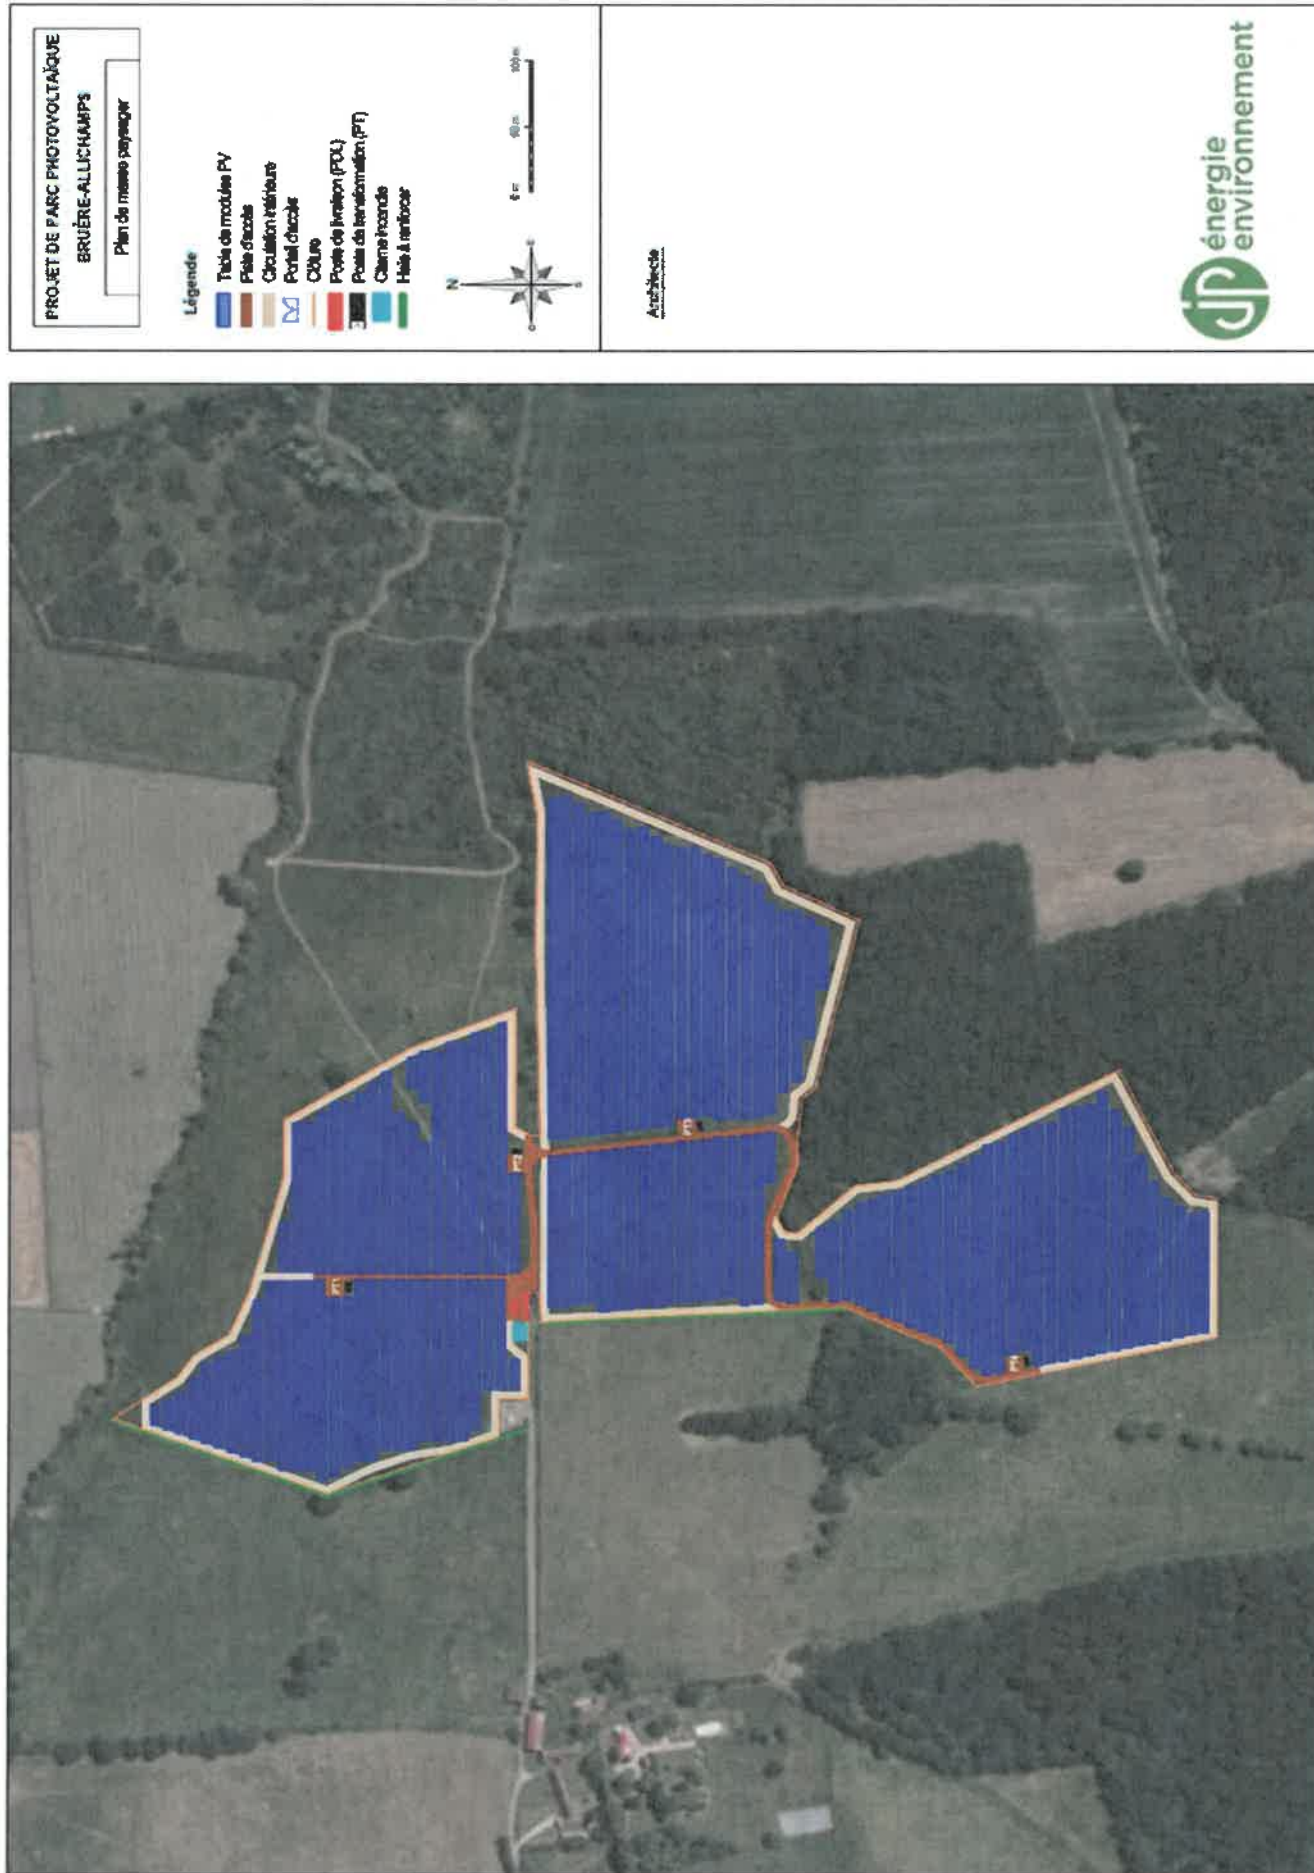 PROJET DE PARC PHOTOVOLTAÏQUE
BRUÈRE-ALLICHAMPS
Plan de masse paysager
Légende
Table de modules PV
Piste d'accès
Circulation intérieure
Portail d'accès
Clôture
Poste de livraison (PDL)
Poste de transformation (PT)
Citerne incendie
Haie à renforcer
N
O
E
S
0 m
50 m
100 m
Architecte
énergie
environnement